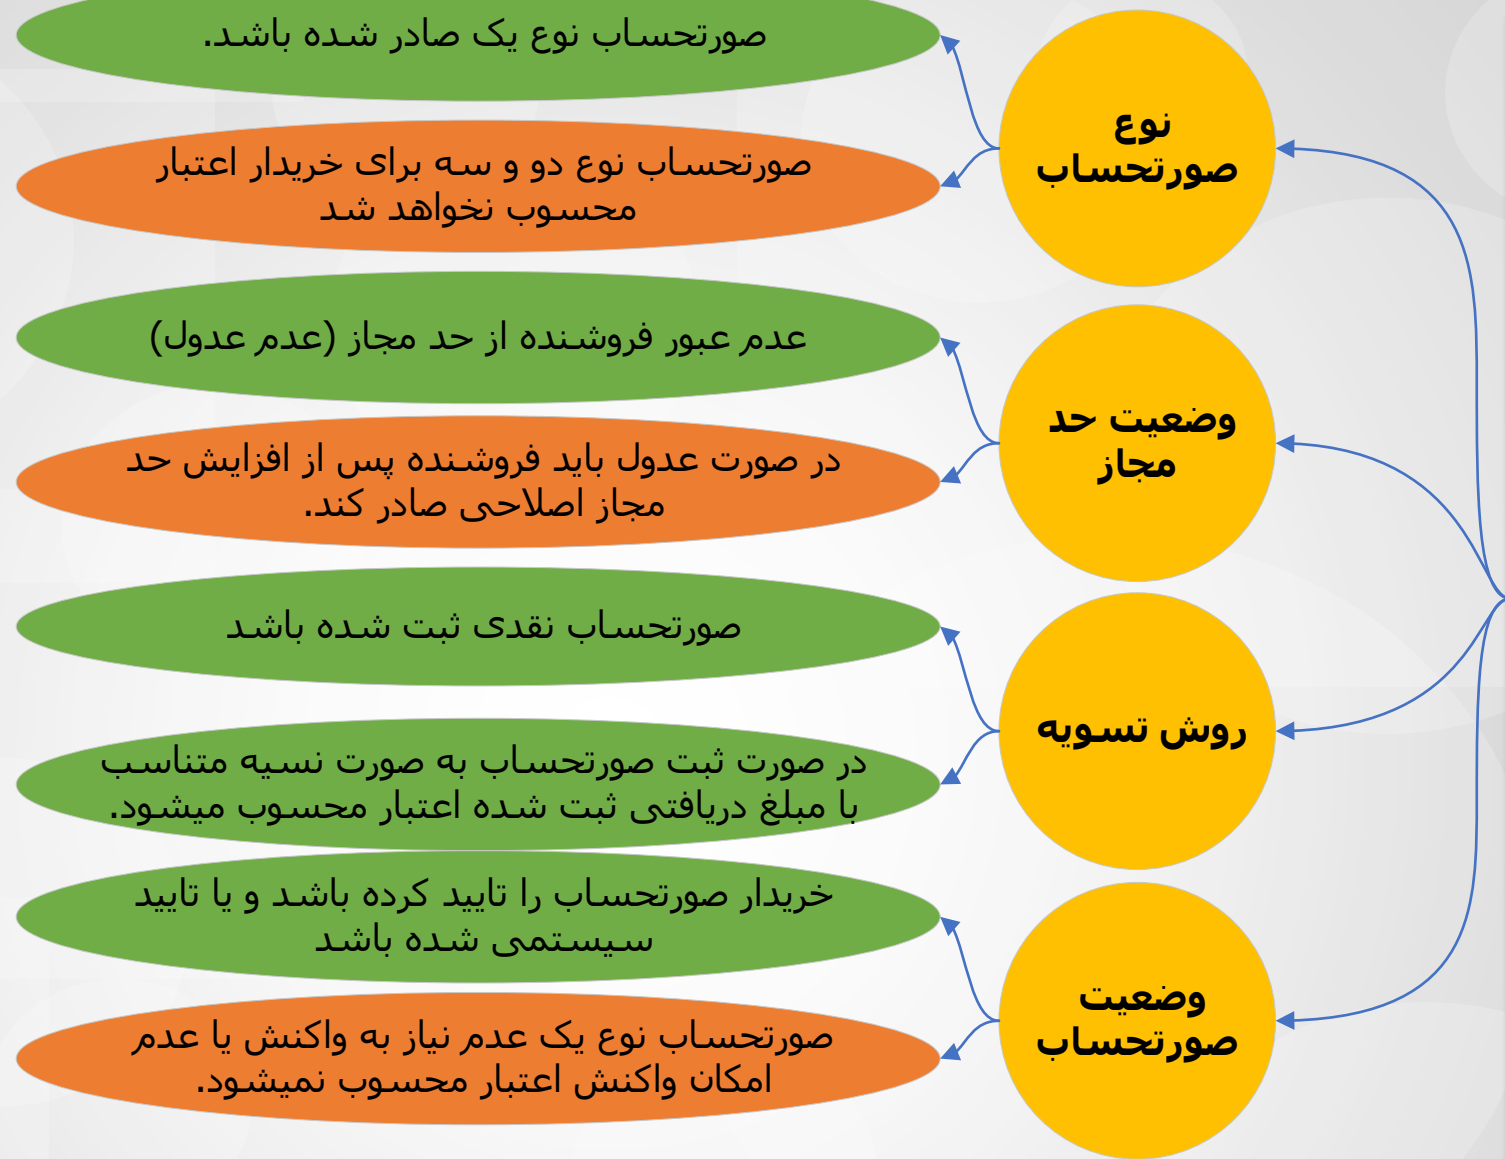 نوع
صورتحساب
صورتحساب نوع یک صادر شده باشد.
صورتحساب نوع دو و سه برای خریدار اعتبار
محسوب نخواهد شد
وضعیت حد
مجاز
عدم عبور فروشنده از حد مجاز (عدم عدول)
در صورت عدول باید فروشنده پس از افزایش حد
مجاز اصلاحی صادر کند.
روش تسویه
صورتحساب نقدی ثبت شده باشد
در صورت ثبت صورتحساب به صورت نسیه متناسب
با مبلغ دریافتی ثبت شده اعتبار محسوب میشود.
وضعیت
صورتحساب
خریدار صورتحساب را تایید کرده باشد و یا تایید
سیستمی شده باشد
صورتحساب نوع یک عدم نیاز به واکنش یا عدم
امکان واکنش اعتبار محسوب نمیشود.